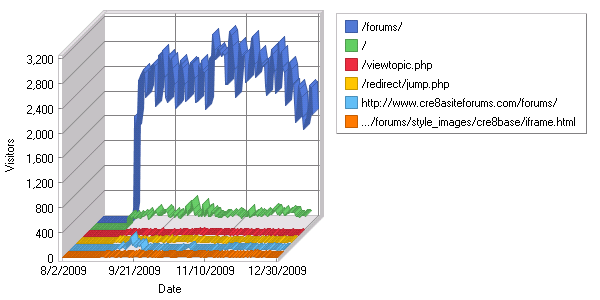 3,200
2,800
2,400
2,000
1,600
1,200
800
400
0
Visitors
8/2/2009
9/21/2009
11/10/2009
12/30/2009
Date
/forums/
/
/viewtopic.php
/redirect/jump.php
http://www.cre8asiteforums.com/forums/
.../forums/style_images/cre8base/iframe.html